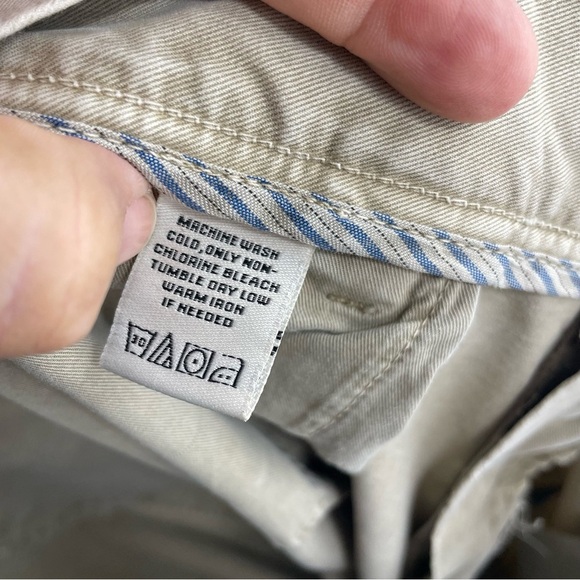 MACHINE WASH
COLD, ONLY NON-
CHLORINE BLEACH
TUMBLE DRY LOW
WARM IRON
IF NEEDED
30